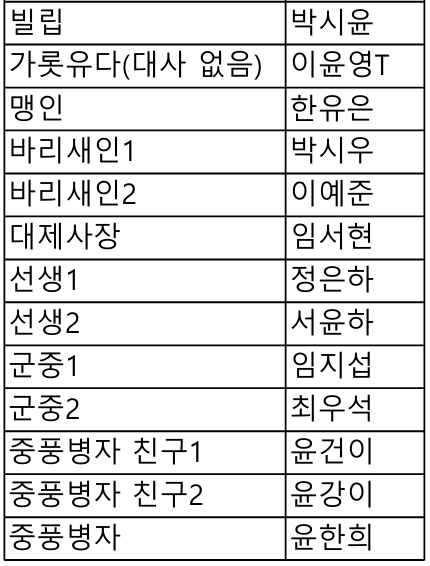 빌립 박시윤
가롯유다(대사 없음) 이윤영T
맹인 한유은
바리새인1 박시우
바리새인2 이예준
대제사장 임서현
선생1 정은하
선생2 서윤하
군중1 임지섭
군중2 최우석
중풍병자 친구1 윤건이
중풍병자 친구2 윤강이
중풍병자 윤한희